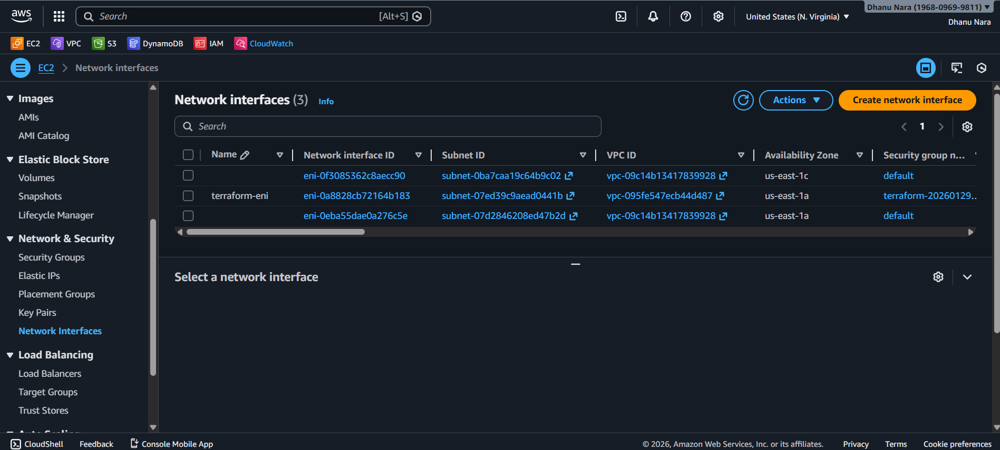 aws
Search
[Alt+S]
United States (N. Virginia)
Dhanu Nara (1968-0969-9811)
Dhanu Nara
EC2
VPC
S3
DynamoDB
IAM
CloudWatch
EC2
Network interfaces
Images
AMIs
AMI Catalog
Elastic Block Store
Volumes
Snapshots
Lifecycle Manager
Network & Security
Security Groups
Elastic IPs
Placement Groups
Key Pairs
Network Interfaces
Load Balancing
Load Balancers
Target Groups
Trust Stores
Auto Scaling
Network interfaces (3) Info
Actions
Create network interface
Search
1
Name Network interface ID Subnet ID VPC ID Availability Zone Security group n...
eni-0f3085362c8aecc90 subnet-0ba7caa19c64b9c02 vpc-09c14b13417839928 us-east-1c default
terraform-eni eni-0a8828cb72164b183 subnet-07ed39c9aead0441b vpc-095fe547ecb44d487 us-east-1a terraform-20260129...
eni-0eba55dae0a276c5e subnet-07d2846208ed47b2d vpc-09c14b13417839928 us-east-1a default
Select a network interface
CloudShell
Feedback
Console Mobile App
© 2026, Amazon Web Services, Inc. or its affiliates.
Privacy
Terms
Cookie preferences